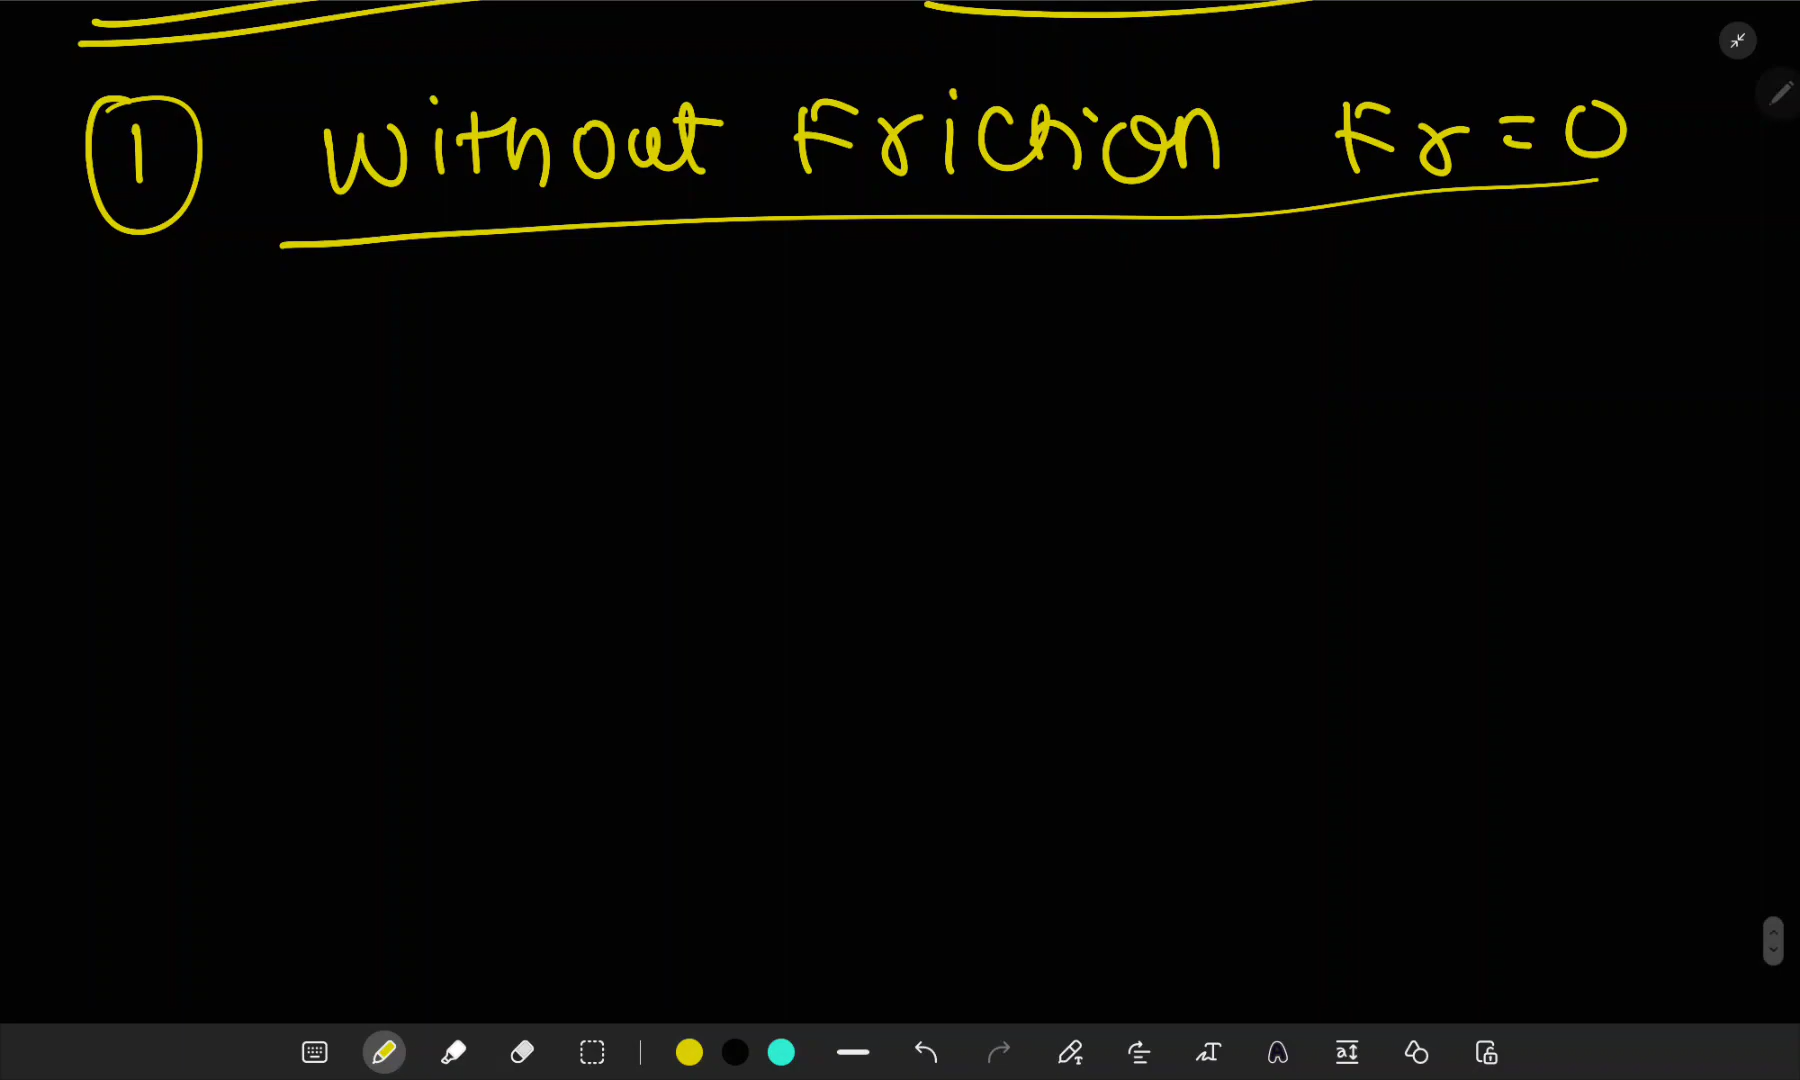 ① Without Friction Fr = 0